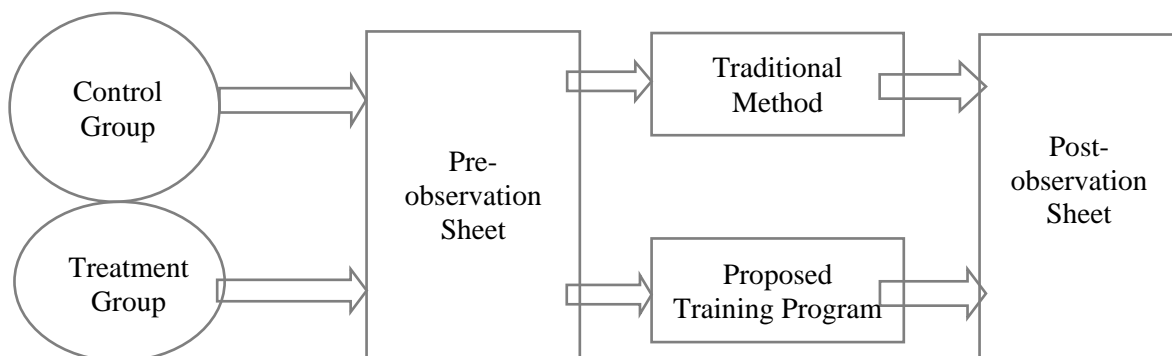 Control
Group
Treatment
Group
Pre-
observation
Sheet
Traditional
Method
Proposed
Training Program
Post-
observation
Sheet